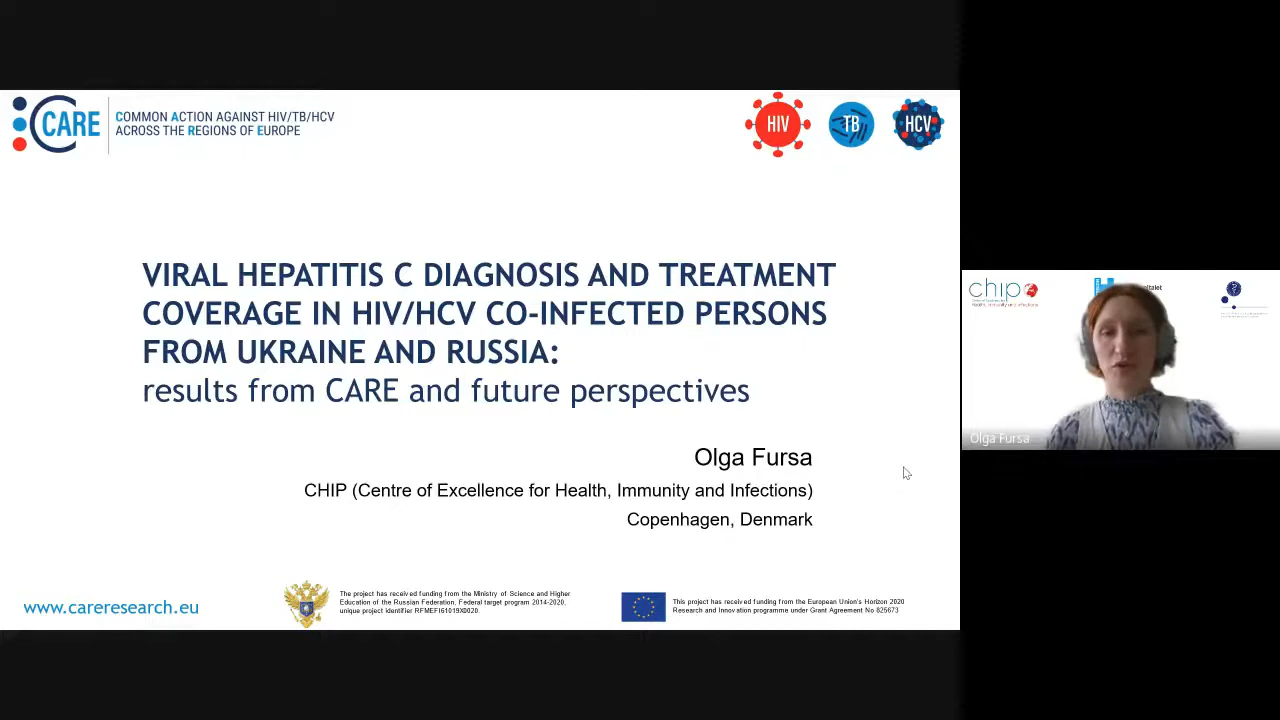 CARE
COMMON ACTION AGAINST HIV/TB/HCV
ACROSS THE REGIONS OF EUROPE
HIV
TB
HCV
VIRAL HEPATITIS C DIAGNOSIS AND TREATMENT
COVERAGE IN HIV/HCV CO-INFECTED PERSONS
FROM UKRAINE AND RUSSIA:
results from CARE and future perspectives
Olga Fursa
CHIP (Centre of Excellence for Health, Immunity and Infections)
Copenhagen, Denmark
www.careresearch.eu
The project has received funding from the Ministry of Science and Higher
Education of the Russian Federation, Federal target program 2014-2020,
unique project identifier RFMEFI61019X0020.
This project has received funding from the European Union's Horizon 2020
Research and Innovation programme under Grant Agreement No 825673
chip
Olga Fursa